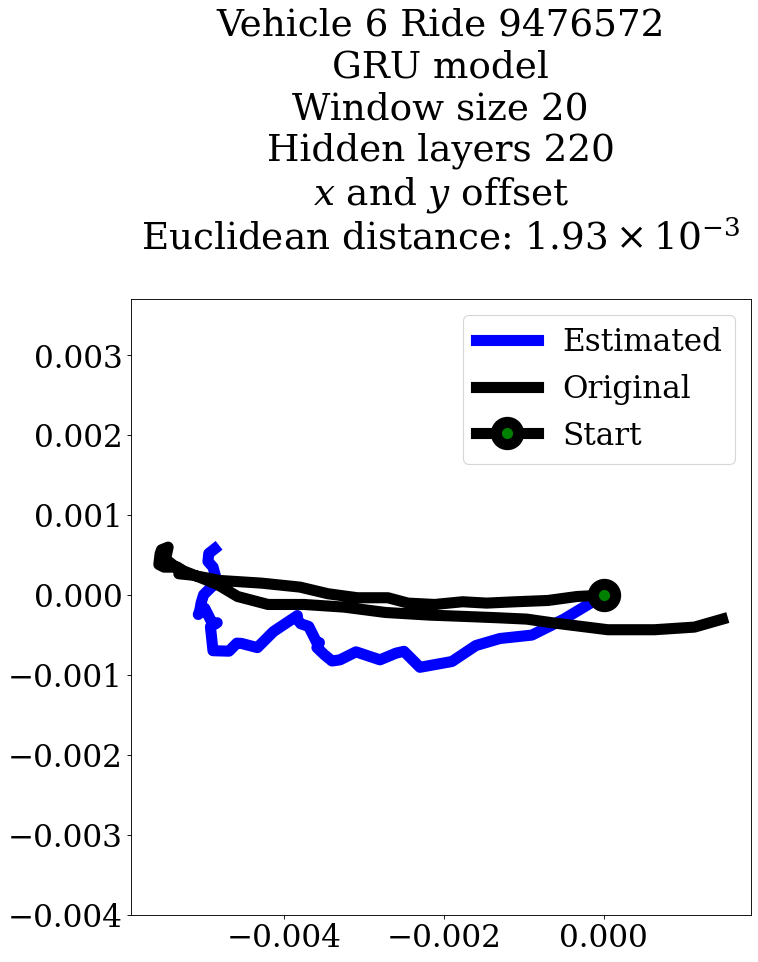 Vehicle 6 Ride 9476572
GRU model
Window size 20
Hidden layers 220
x and y offset
Euclidean distance: 1.93 × 10⁻³
Estimated
Original
Start
0.003
0.002
0.001
0.000
−0.001
−0.002
−0.003
−0.004
−0.004 −0.002 0.000